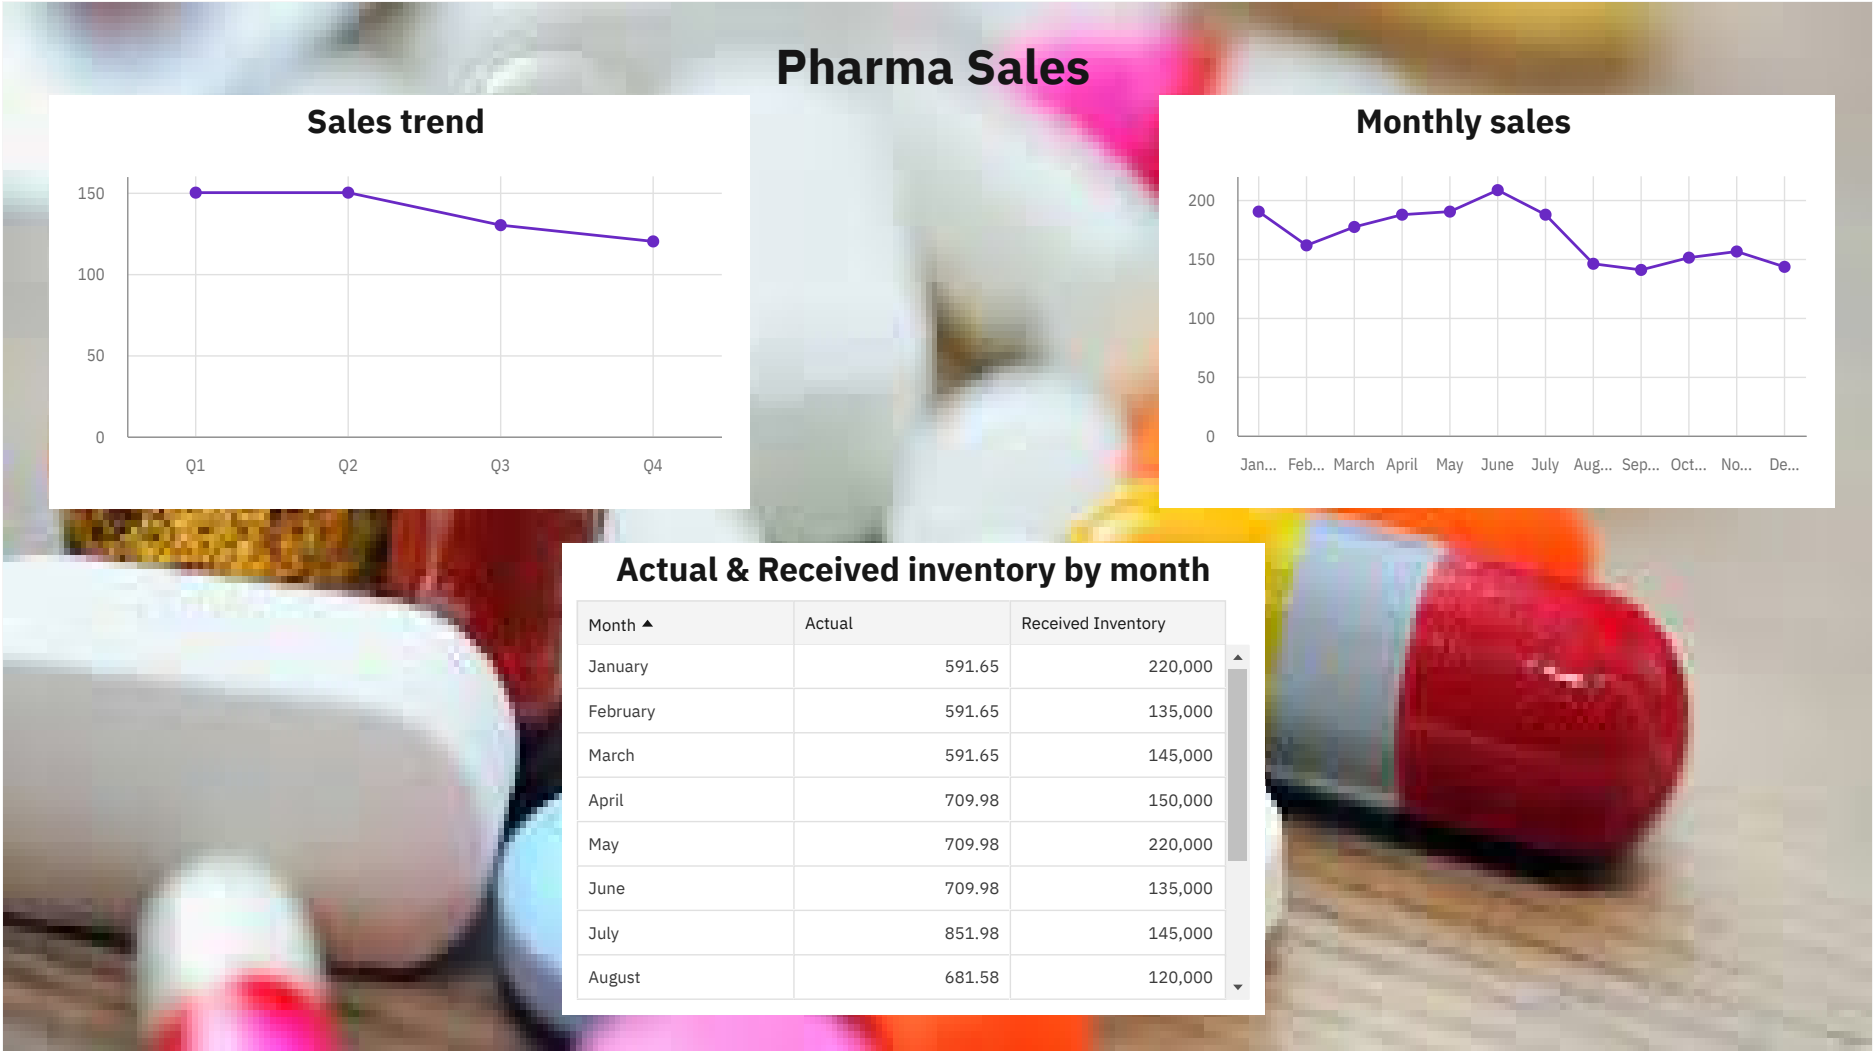 Pharma Sales
Sales trend
150
100
50
0
Q1 Q2 Q3 Q4
Monthly sales
200
150
100
50
0
Jan... Feb... March April May June July Aug... Sep... Oct... No... De...
Actual & Received inventory by month
Month Actual Received Inventory
January 591.65 220,000
February 591.65 135,000
March 591.65 145,000
April 709.98 150,000
May 709.98 220,000
June 709.98 135,000
July 851.98 145,000
August 681.58 120,000